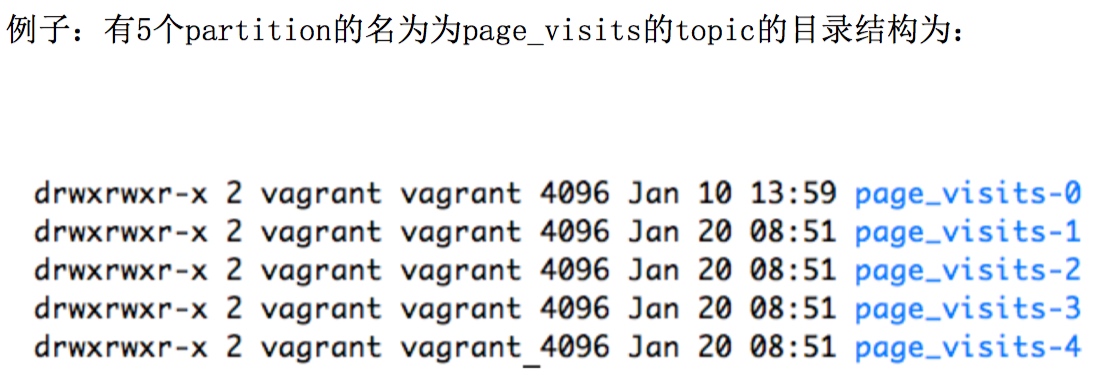 例子：有5个partition的名为为page_visits的topic的目录结构为：
drwxrwxr-x 2 vagrant vagrant 4096 Jan 10 13:59 page_visits-0
drwxrwxr-x 2 vagrant vagrant 4096 Jan 20 08:51 page_visits-1
drwxrwxr-x 2 vagrant vagrant 4096 Jan 20 08:51 page_visits-2
drwxrwxr-x 2 vagrant vagrant 4096 Jan 20 08:51 page_visits-3
drwxrwxr-x 2 vagrant vagrant_4096 Jan 20 08:51 page_visits-4